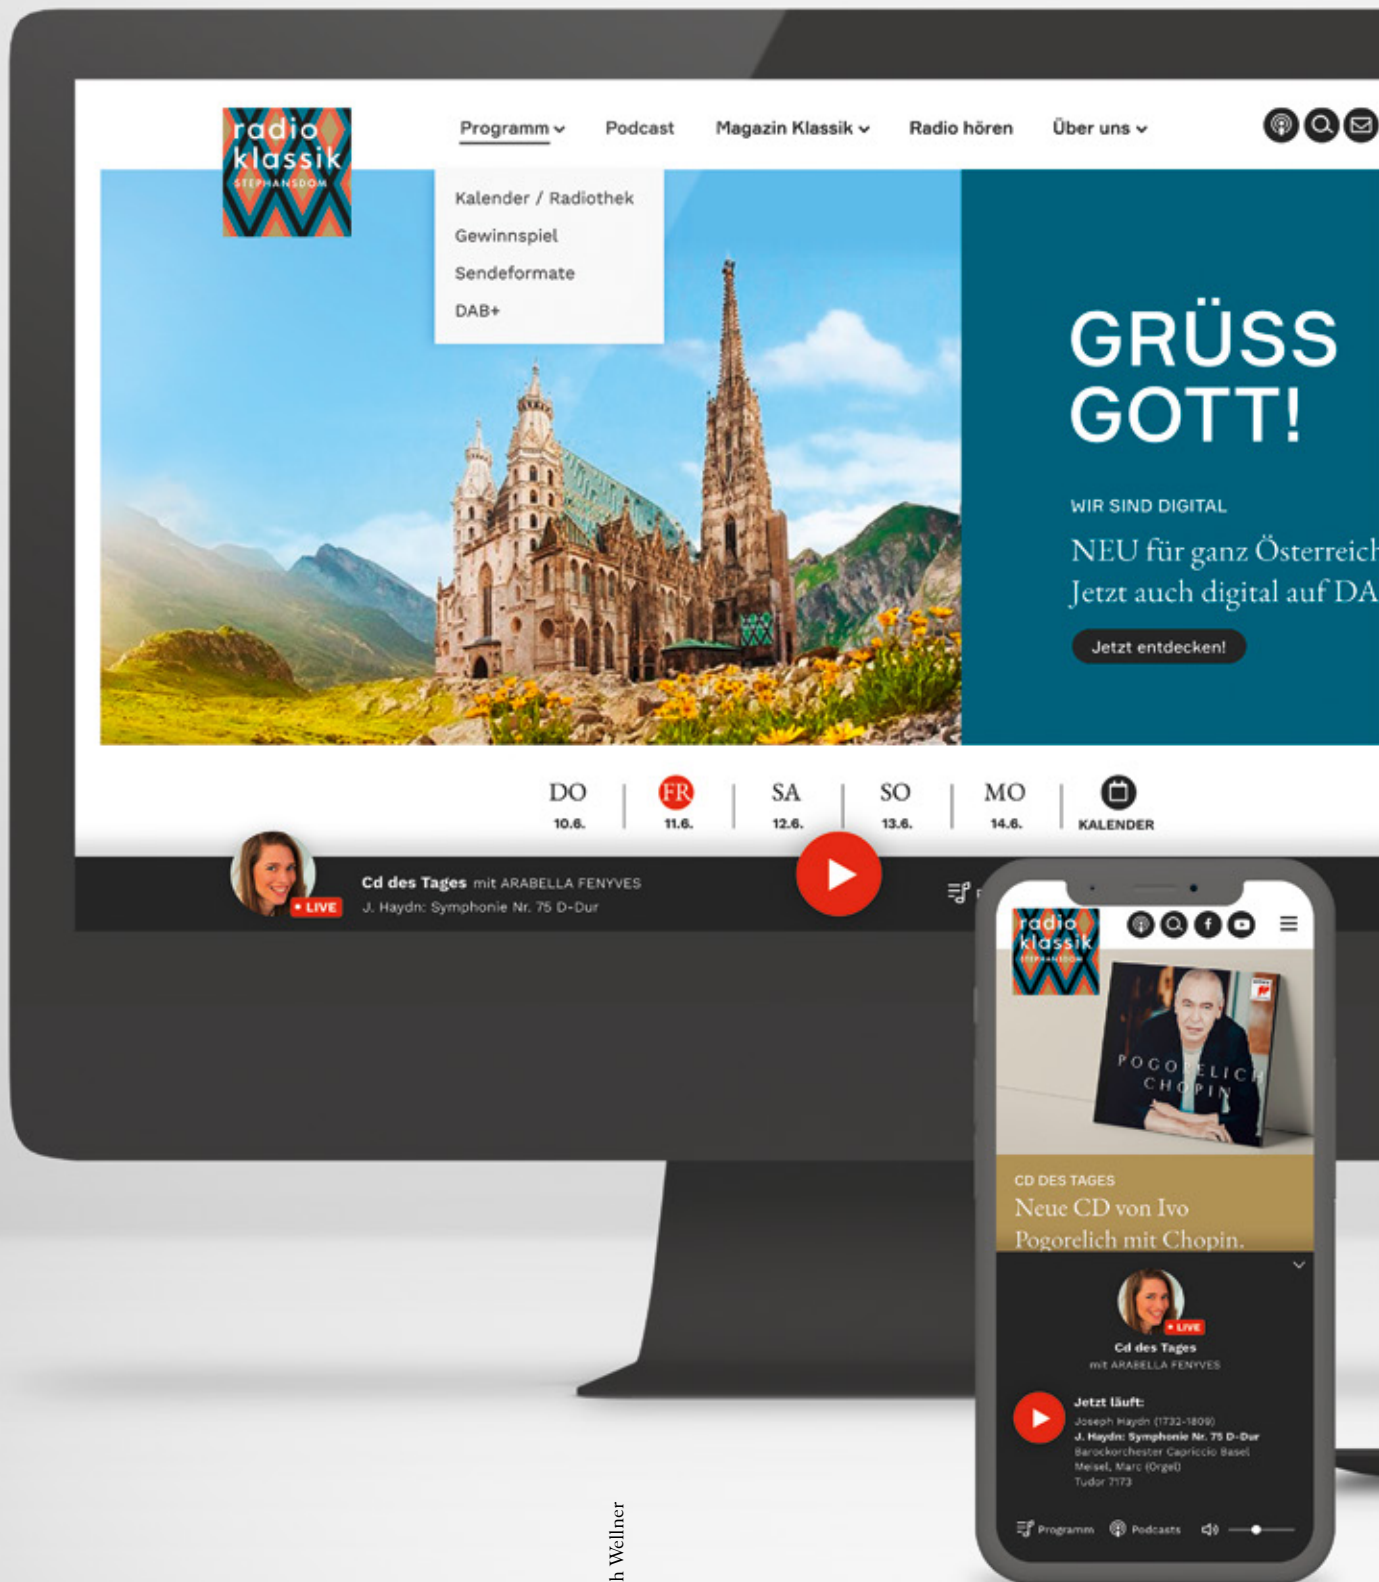 radio
klassik
STEPHANSDOM
Programm
Podcast
Magazin Klassik
Radio hören
Über uns
Kalender / Radiothek
Gewinnspiel
Sendeformate
DAB+
GRÜSS
GOTT!
WIR SIND DIGITAL
NEU für ganz Österreich
Jetzt auch digital auf DA
Jetzt entdecken!
DO
10.6.
FR
11.6.
SA
12.6.
SO
13.6.
MO
14.6.
KALENDER
LIVE
Cd des Tages mit ARABELLA FENYVES
J. Haydn: Symphonie Nr. 75 D-Dur
radio
klassik
STEPHANSDOM
POGORELICH
CHOPIN
CD DES TAGES
Neue CD von Ivo
Pogorelich mit Chopin.
LIVE
Cd des Tages
mit ARABELLA FENYVES
Jetzt läuft:
Joseph Haydn (1732-1809)
J. Haydn: Symphonie Nr. 75 D-Dur
Barockorchester Capriccio Basel
Meisel, Marc (Orgel)
Tudor 7173
Programm
Podcasts
h Wellner